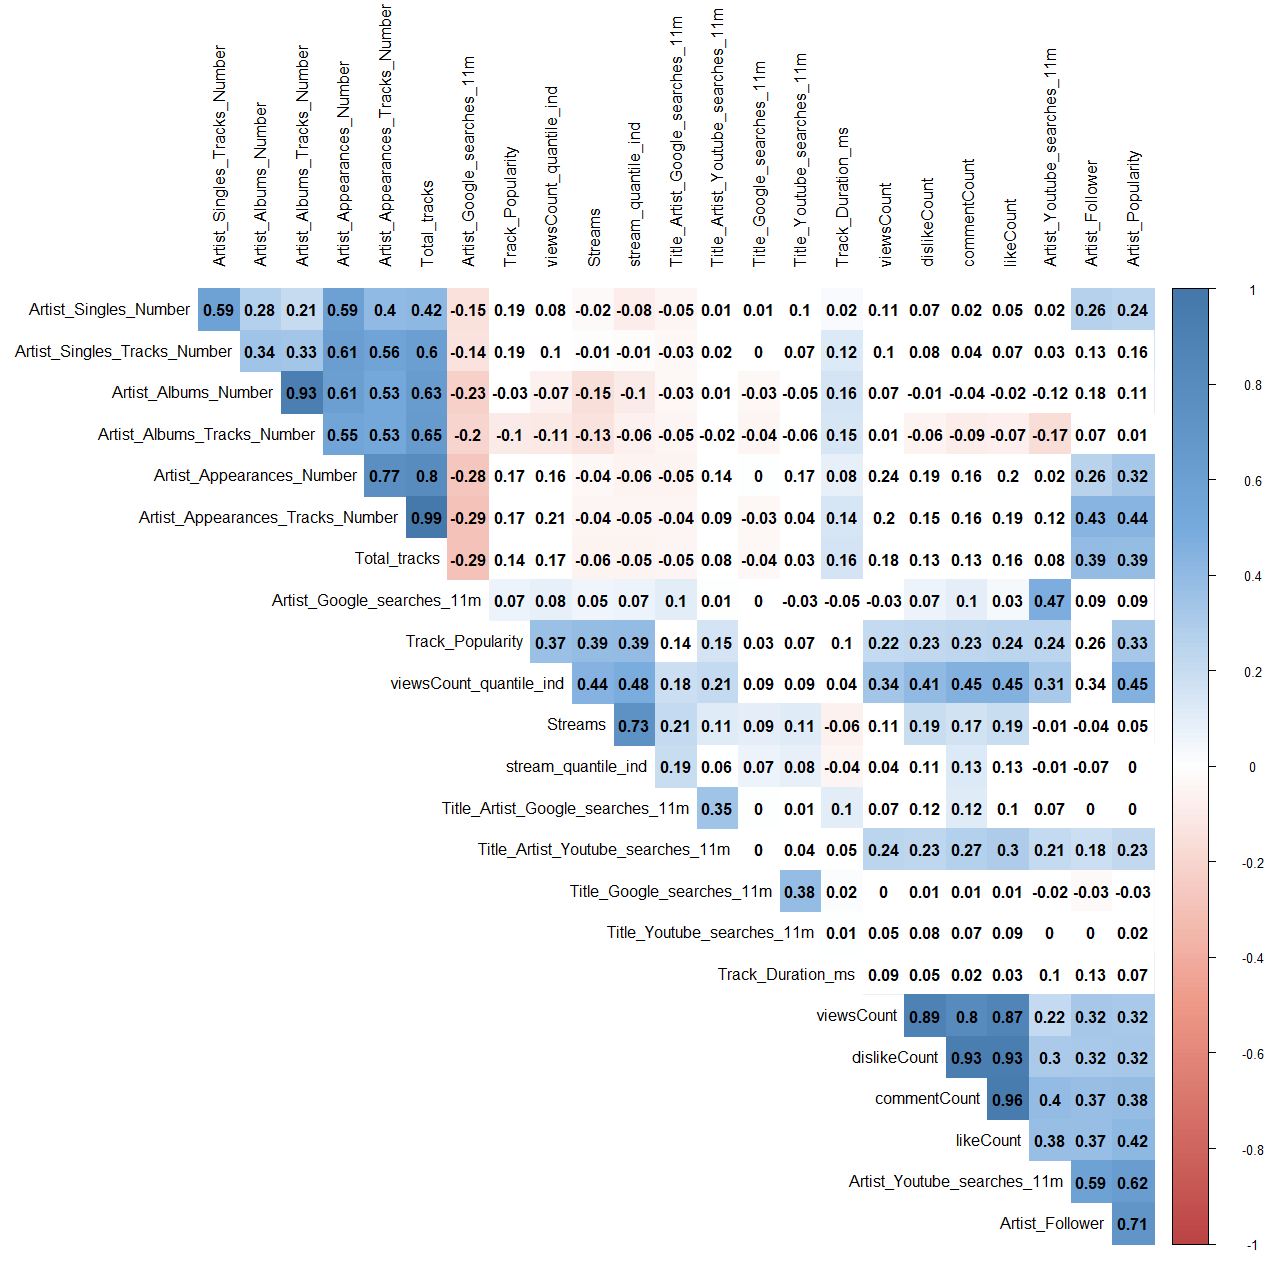 Artist_Singles_Tracks_Number
Artist_Albums_Number
Artist_Albums_Tracks_Number
Artist_Appearances_Number
Artist_Appearances_Tracks_Number
Total_tracks
Artist_Google_searches_11m
Track_Popularity
viewsCount_quantile_ind
Streams
stream_quantile_ind
Title_Artist_Google_searches_11m
Title_Artist_Youtube_searches_11m
Title_Google_searches_11m
Title_Youtube_searches_11m
Track_Duration_ms
viewsCount
dislikeCount
commentCount
likeCount
Artist_Youtube_searches_11m
Artist_Follower
Artist_Popularity
Artist_Singles_Number 0.59 0.28 0.21 0.59 0.4 0.42 -0.15 0.19 0.08 -0.02 -0.08 -0.05 0.01 0.01 0.1 0.02 0.11 0.07 0.02 0.05 0.02 0.26 0.24
Artist_Singles_Tracks_Number 0.34 0.33 0.61 0.56 0.6 -0.14 0.19 0.1 -0.01 -0.01 -0.03 0.02 0 0.07 0.12 0.1 0.08 0.04 0.07 0.03 0.13 0.16
Artist_Albums_Number 0.93 0.61 0.53 0.63 -0.23 -0.03 -0.07 -0.15 -0.1 -0.03 0.01 -0.03 -0.05 0.16 0.07 -0.01 -0.04 -0.02 -0.12 0.18 0.11
Artist_Albums_Tracks_Number 0.55 0.53 0.65 -0.2 -0.1 -0.11 -0.13 -0.06 -0.05 -0.02 -0.04 -0.06 0.15 0.01 -0.06 -0.09 -0.07 -0.17 0.07 0.01
Artist_Appearances_Number 0.77 0.8 -0.28 0.17 0.16 -0.04 -0.06 -0.05 0.14 0 0.17 0.08 0.24 0.19 0.16 0.2 0.02 0.26 0.32
Artist_Appearances_Tracks_Number 0.99 -0.29 0.17 0.21 -0.04 -0.05 -0.04 0.09 -0.03 0.04 0.14 0.2 0.15 0.16 0.19 0.12 0.43 0.44
Total_tracks -0.29 0.14 0.17 -0.06 -0.05 -0.05 0.08 -0.04 0.03 0.16 0.18 0.13 0.13 0.16 0.08 0.39 0.39
Artist_Google_searches_11m 0.07 0.08 0.05 0.07 0.1 0.01 0 -0.03 -0.05 -0.03 0.07 0.1 0.03 0.47 0.09 0.09
Track_Popularity 0.37 0.39 0.39 0.14 0.15 0.03 0.07 0.1 0.22 0.23 0.23 0.24 0.24 0.26 0.33
viewsCount_quantile_ind 0.44 0.48 0.18 0.21 0.09 0.09 0.04 0.34 0.41 0.45 0.45 0.31 0.34 0.45
Streams 0.73 0.21 0.11 0.09 0.11 -0.06 0.11 0.19 0.17 0.19 -0.01 -0.04 0.05
stream_quantile_ind 0.19 0.06 0.07 0.08 -0.04 0.04 0.11 0.13 0.13 -0.01 -0.07 0
Title_Artist_Google_searches_11m 0.35 0 0.01 0.1 0.07 0.12 0.12 0.1 0.07 0 0
Title_Artist_Youtube_searches_11m 0 0.04 0.05 0.24 0.23 0.27 0.3 0.21 0.18 0.23
Title_Google_searches_11m 0.38 0.02 0 0.01 0.01 0.01 -0.02 -0.03 -0.03
Title_Youtube_searches_11m 0.01 0.05 0.08 0.07 0.09 0 0 0.02
Track_Duration_ms 0.09 0.05 0.02 0.03 0.1 0.13 0.07
viewsCount 0.89 0.8 0.87 0.22 0.32 0.32
dislikeCount 0.93 0.93 0.3 0.32 0.32
commentCount 0.96 0.4 0.37 0.38
likeCount 0.38 0.37 0.42
Artist_Youtube_searches_11m 0.59 0.62
Artist_Follower 0.71
1
0.8
0.6
0.4
0.2
0
-0.2
-0.4
-0.6
-0.8
-1